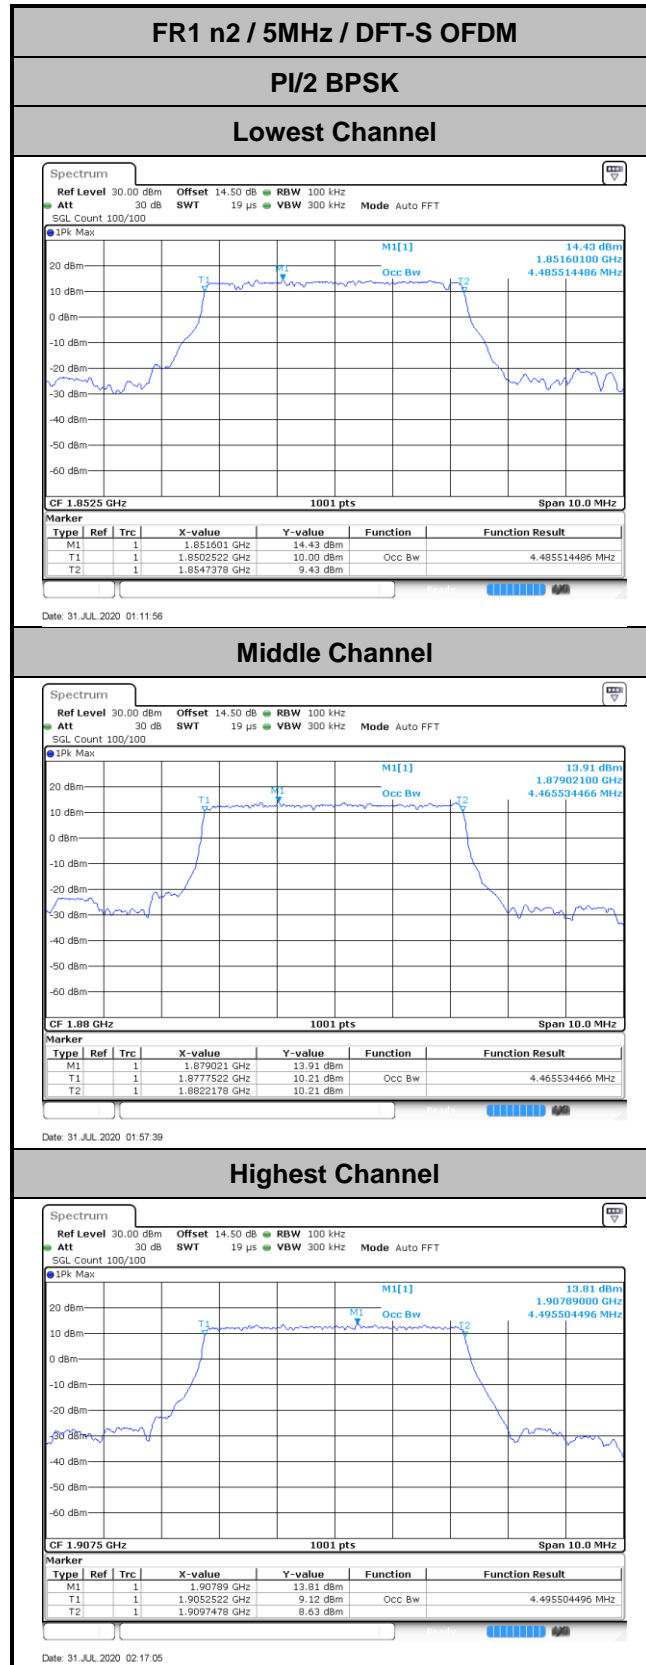 FR1 n2 / 5MHz / DFT-S OFDM
PI/2 BPSK
Lowest Channel
Spectrum
Ref Level 30.00 dBm Offset 14.50 dB RBW 100 kHz
Att 30 dB SWT 19 µs VBW 300 kHz Mode Auto FFT
SGL Count 100/100
1Pk Max
M1[1] 14.43 dBm
1.85160100 GHz
Occ Bw 4.485514486 MHz
M1
T1
T2
20 dBm
10 dBm
0 dBm
-10 dBm
-20 dBm
-30 dBm
-40 dBm
-50 dBm
-60 dBm
CF 1.8525 GHz 1001 pts Span 10.0 MHz
Marker
Type Ref Trc X-value Y-value Function Function Result
M1 1 1.851601 GHz 14.43 dBm
T1 1 1.8502522 GHz 10.00 dBm Occ Bw 4.485514486 MHz
T2 1 1.8547378 GHz 9.43 dBm
Ready
Date: 31.JUL.2020 01:11:56
Middle Channel
Spectrum
Ref Level 30.00 dBm Offset 14.50 dB RBW 100 kHz
Att 30 dB SWT 19 µs VBW 300 kHz Mode Auto FFT
SGL Count 100/100
1Pk Max
M1[1] 13.91 dBm
1.87902100 GHz
Occ Bw 4.465534466 MHz
M1
T1
T2
20 dBm
10 dBm
0 dBm
-10 dBm
-20 dBm
-30 dBm
-40 dBm
-50 dBm
-60 dBm
CF 1.88 GHz 1001 pts Span 10.0 MHz
Marker
Type Ref Trc X-value Y-value Function Function Result
M1 1 1.879021 GHz 13.91 dBm
T1 1 1.8777522 GHz 10.21 dBm Occ Bw 4.465534466 MHz
T2 1 1.8822178 GHz 10.21 dBm
Ready
Date: 31.JUL.2020 01:57:39
Highest Channel
Spectrum
Ref Level 30.00 dBm Offset 14.50 dB RBW 100 kHz
Att 30 dB SWT 19 µs VBW 300 kHz Mode Auto FFT
SGL Count 100/100
1Pk Max
M1[1] 13.81 dBm
1.90789000 GHz
Occ Bw 4.495504496 MHz
M1
T1
T2
20 dBm
10 dBm
0 dBm
-10 dBm
-20 dBm
-30 dBm
-40 dBm
-50 dBm
-60 dBm
CF 1.9075 GHz 1001 pts Span 10.0 MHz
Marker
Type Ref Trc X-value Y-value Function Function Result
M1 1 1.90789 GHz 13.81 dBm
T1 1 1.9052522 GHz 9.12 dBm Occ Bw 4.495504496 MHz
T2 1 1.9097478 GHz 8.63 dBm
Ready
Date: 31.JUL.2020 02:17:05